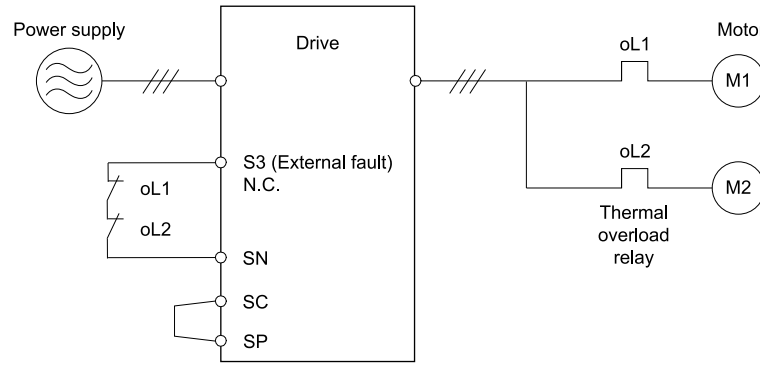 Power supply
Drive
oL1
Moto
M1
S3 (External fault)
N.C.
oL1
oL2
oL2
M2
Thermal
overload
relay
SN
SC
SP